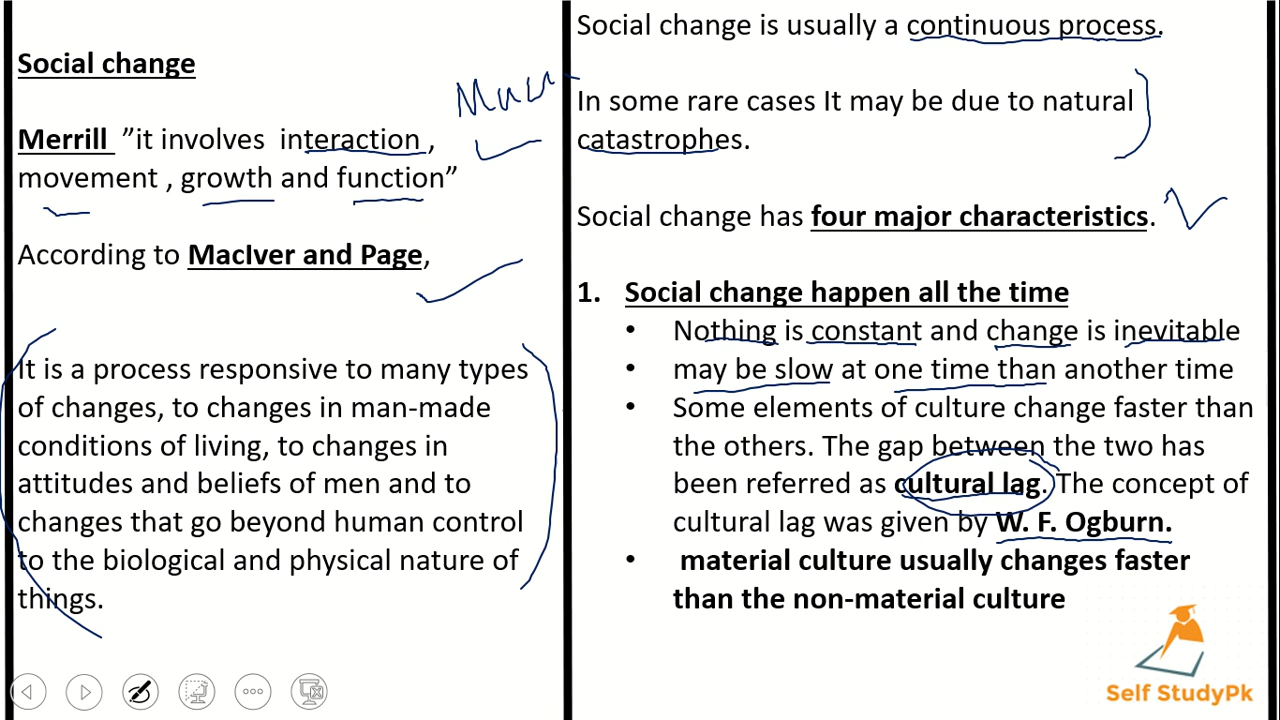 Social change
Merrill ”it involves interaction ,
movement , growth and function”
According to MacIver and Page,
It is a process responsive to many types
of changes, to changes in man-made
conditions of living, to changes in
attitudes and beliefs of men and to
changes that go beyond human control
to the biological and physical nature of
things.
Social change is usually a continuous process.
In some rare cases It may be due to natural
catastrophes.
Social change has four major characteristics.
1. Social change happen all the time
• Nothing is constant and change is inevitable
• may be slow at one time than another time
• Some elements of culture change faster than
the others. The gap between the two has
been referred as cultural lag. The concept of
cultural lag was given by W. F. Ogburn.
• material culture usually changes faster
than the non-material culture
Self StudyPk